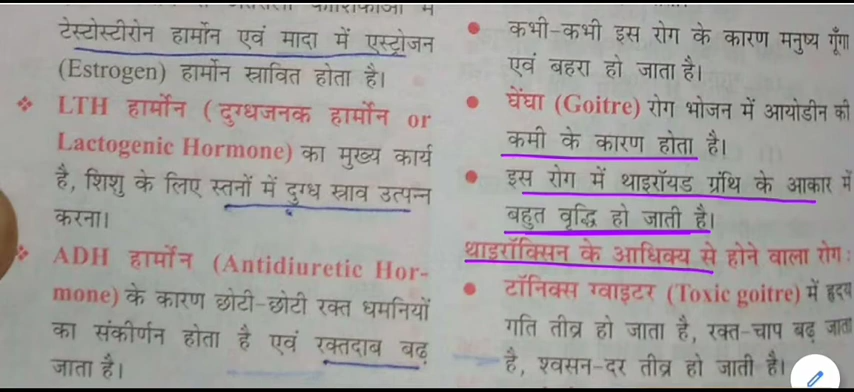 टेस्टोस्टीरोन हार्मोन एवं मादा में एस्ट्रोजन
(Estrogen) हार्मोन स्रावित होता है।
❖ LTH हार्मोन (दुग्धजनक हार्मोन or
Lactogenic Hormone) का मुख्य कार्य
है, शिशु के लिए स्तनों में दुग्ध स्राव उत्पन्न
करना।
❖ ADH हार्मोन (Antidiuretic Hor-
mone) के कारण छोटी-छोटी रक्त धमनियों
का संकीर्णन होता है एवं रक्तदाब बढ़
जाता है।
• कभी-कभी इस रोग के कारण मनुष्य गूँगा
एवं बहरा हो जाता है।
• घेंघा (Goitre) रोग भोजन में आयोडीन की
कमी के कारण होता है।
• इस रोग में थाइरॉयड ग्रंथि के आकार में
बहुत वृद्धि हो जाती है।
थाइरॉक्सिन के आधिक्य से होने वाला रोग:
• टॉनिक्स ग्वाइटर (Toxic goitre) में हृदय
गति तीव्र हो जाता है, रक्त-चाप बढ़ जाता
है, श्वसन-दर तीव्र हो जाती है।